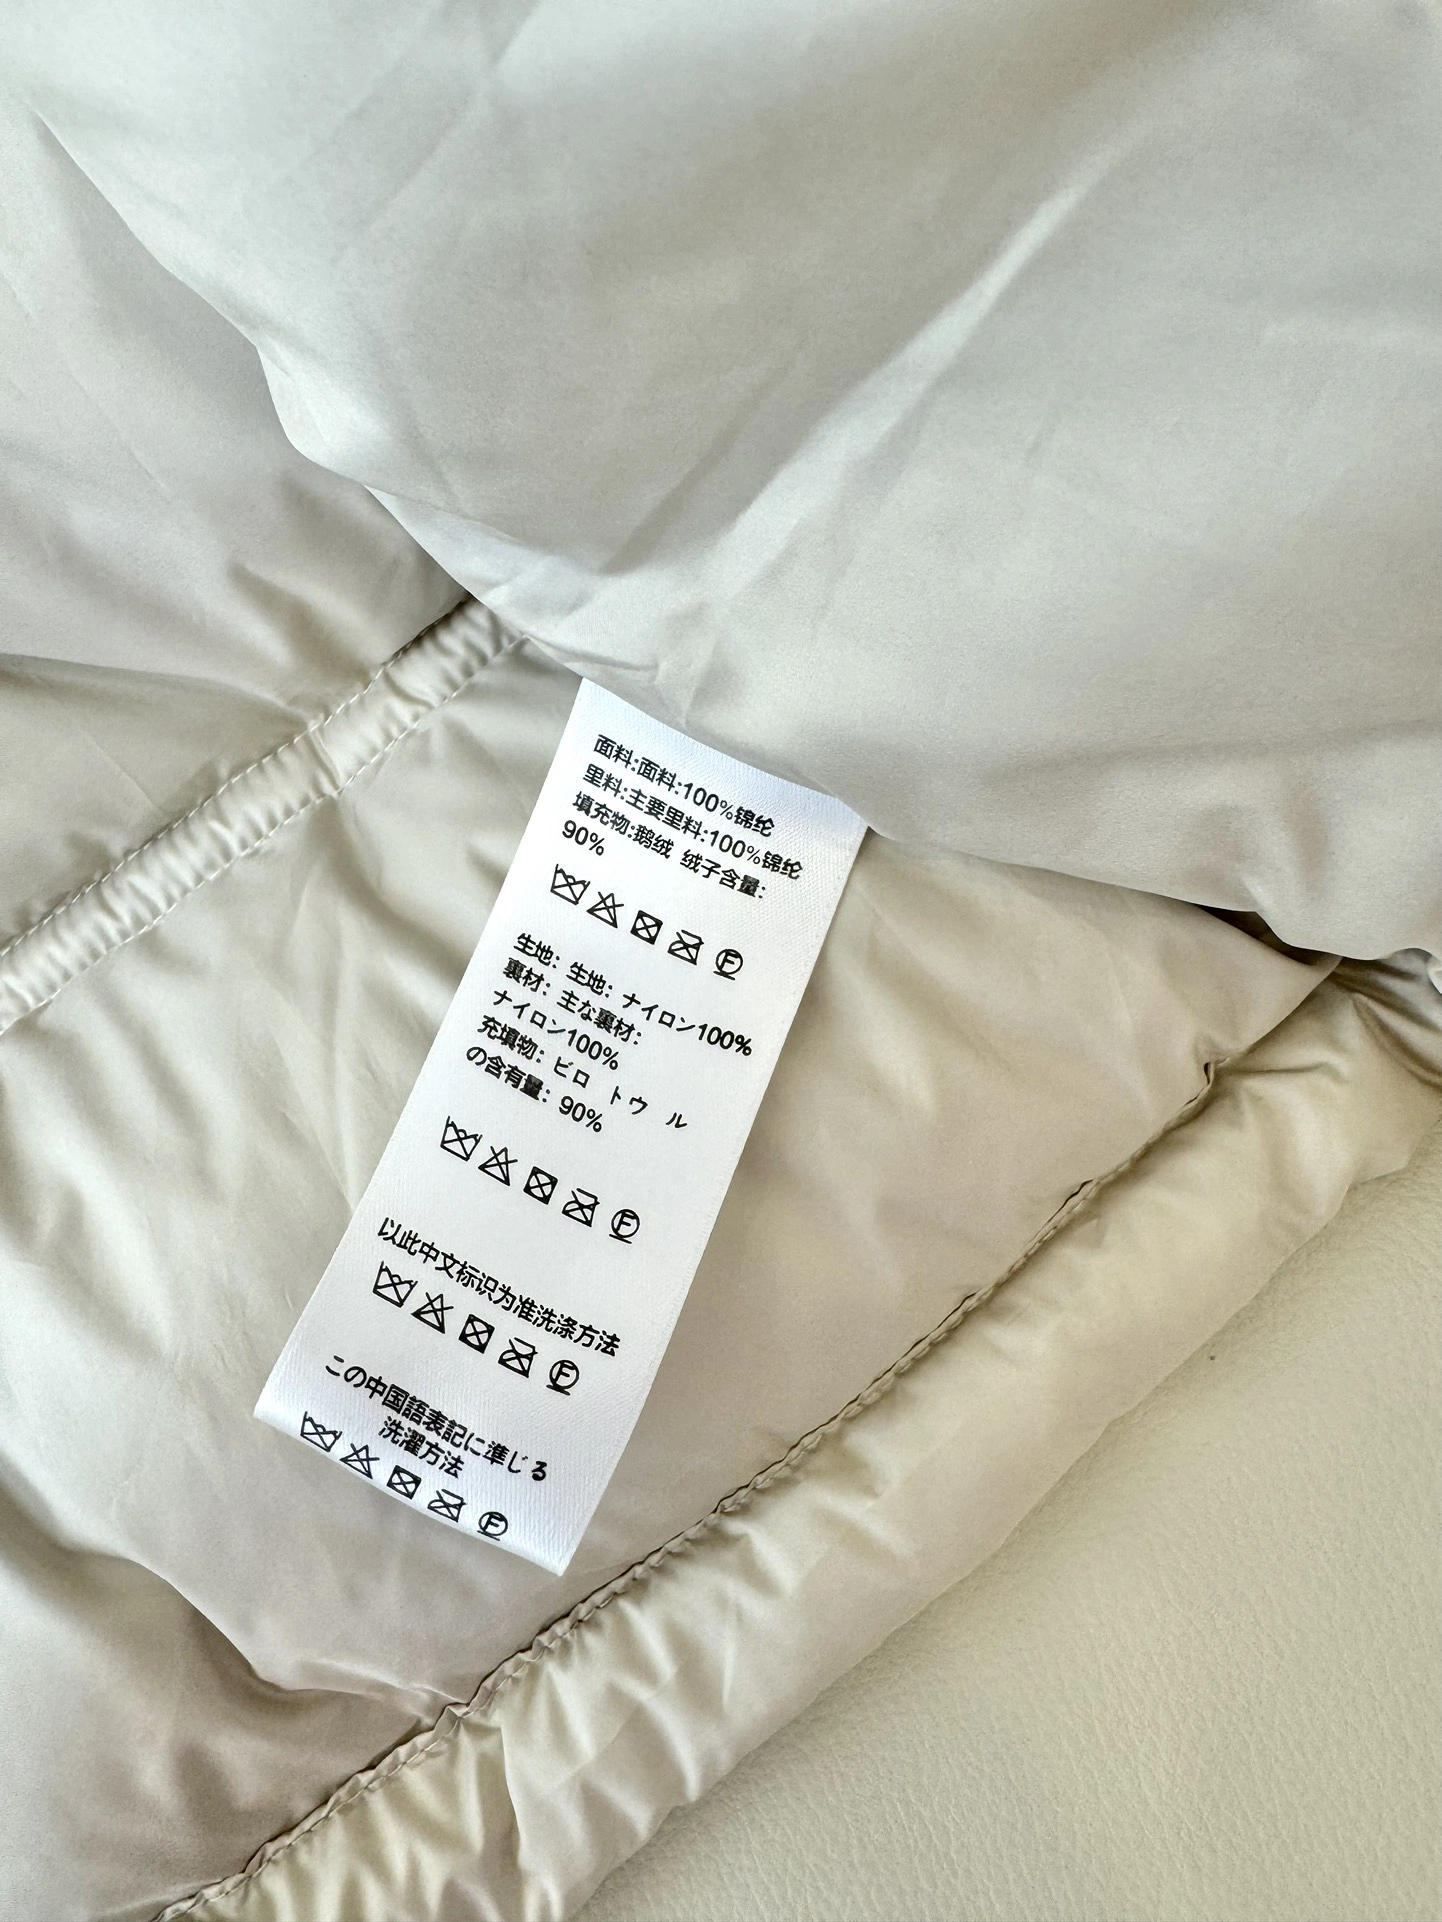 面料:面料:100%锦纶
里料:主要里料:100%锦纶
填充物:鹅绒 绒子含量:
90%
F
生地: 生地: ナイロン100%
裏材: 主な裏材:
ナイロン100%
充填物: ビロ トウ ル
の含有量: 90%
F
以此中文标识为准洗涤方法
F
この中国語表記に準じる
洗濯方法
F